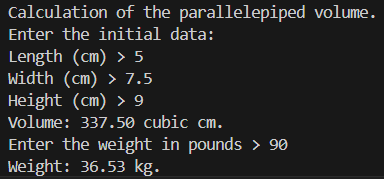 Calculation of the parallelepiped volume.
Enter the initial data:
Length (cm) > 5
Width (cm) > 7.5
Height (cm) > 9
Volume: 337.50 cubic cm.
Enter the weight in pounds > 90
Weight: 36.53 kg.